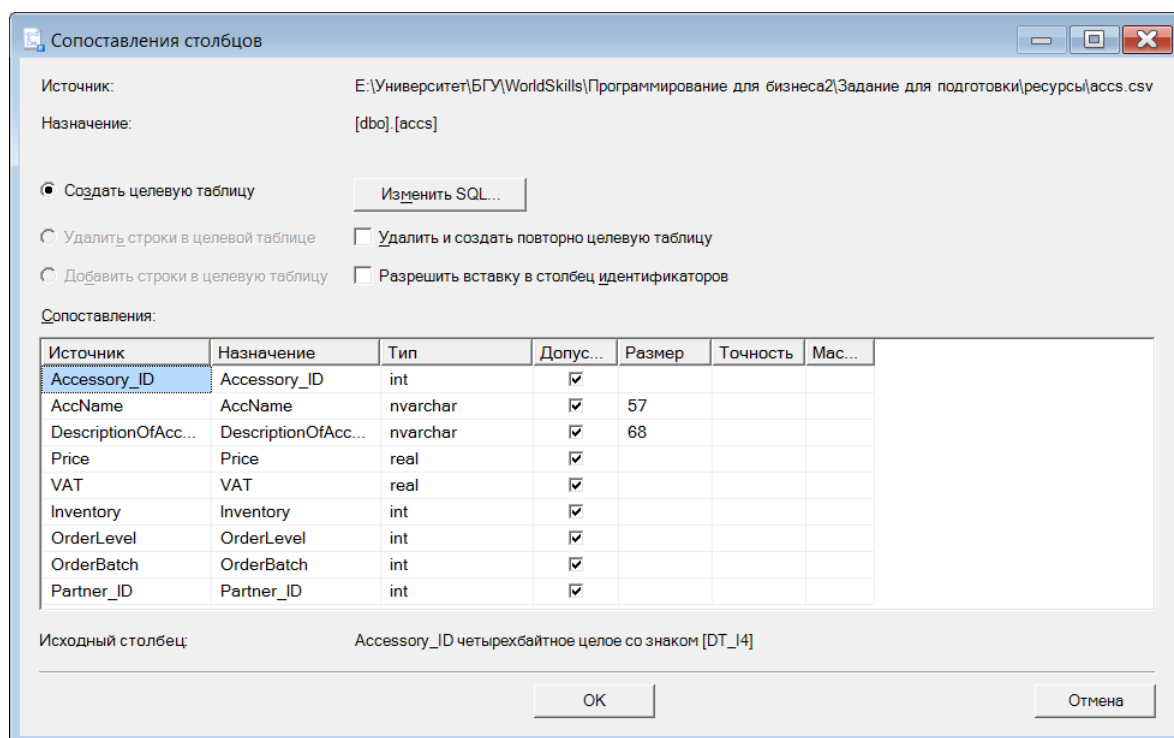 Сопоставления столбцов
Источник: E:\Университет\БГУ\WorldSkills\Программирование для бизнеса2\Задание для подготовки\ресурсы\accs.csv
Назначение: [dbo].[accs]
Создать целевую таблицу Изменить SQL...
Удалить строки в целевой таблице Удалить и создать повторно целевую таблицу
Добавить строки в целевую таблицу Разрешить вставку в столбец идентификаторов
Сопоставления:
Источник Назначение Тип Допус... Размер Точность Мас...
Accessory_ID Accessory_ID int
AccName AccName nvarchar 57
DescriptionOfAcc... DescriptionOfAcc... nvarchar 68
Price Price real
VAT VAT real
Inventory Inventory int
OrderLevel OrderLevel int
OrderBatch OrderBatch int
Partner_ID Partner_ID int
Исходный столбец: Accessory_ID четырехбайтное целое со знаком [DT_I4]
OK Отмена